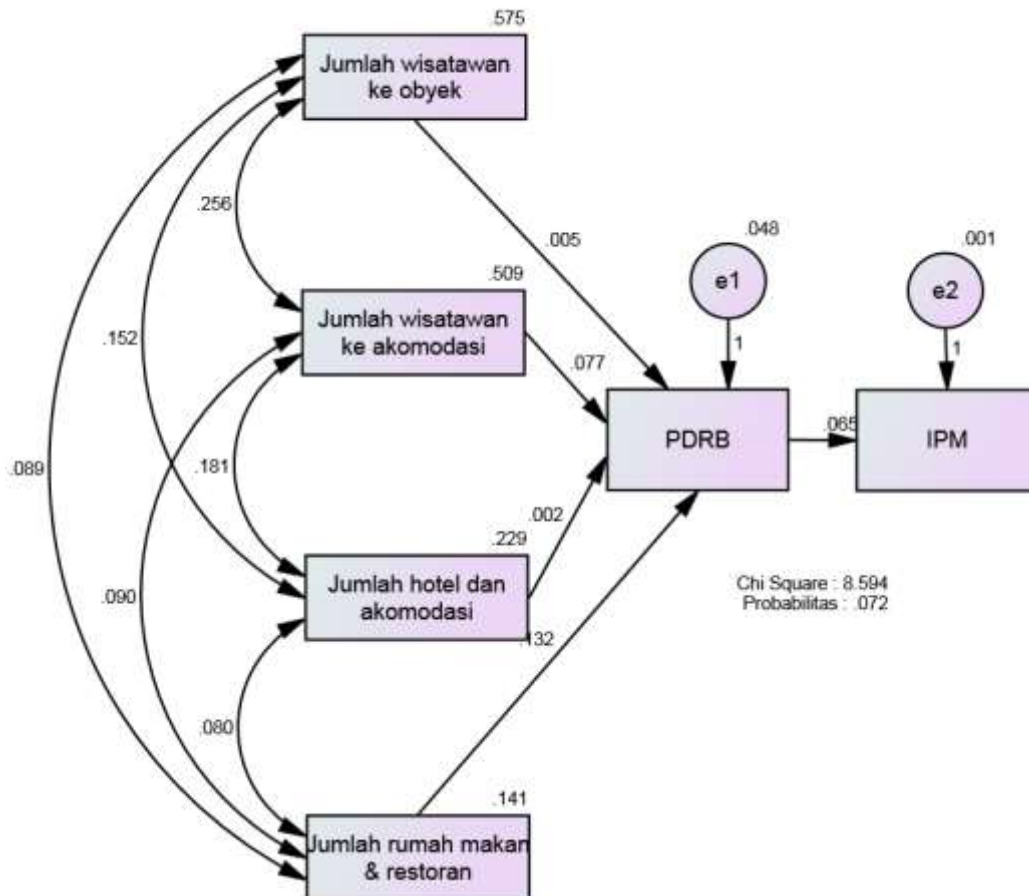 .575
Jumlah wisatawan
ke obyek
.256
.005
.048
e1
.001
e2
.509
Jumlah wisatawan
ke akomodasi
.152
.077
1
1
PDRB
.065
IPM
.089
.181
.002
.229
Jumlah hotel dan
akomodasi
.090
.132
Chi Square : 8.594
Probabilitas : .072
.080
.141
Jumlah rumah makan
& restoran